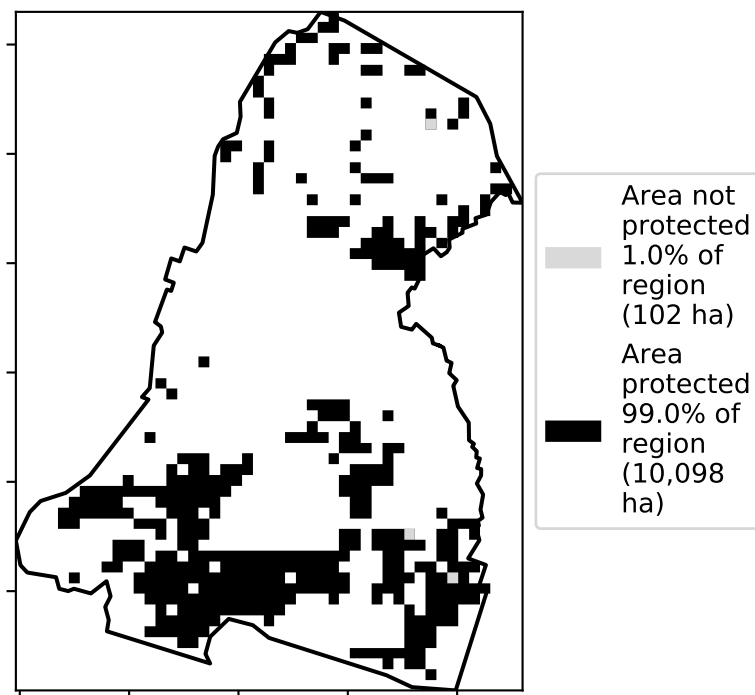 Area not
protected
1.0% of
region
(102 ha)
Area
protected
99.0% of
region
(10,098
ha)